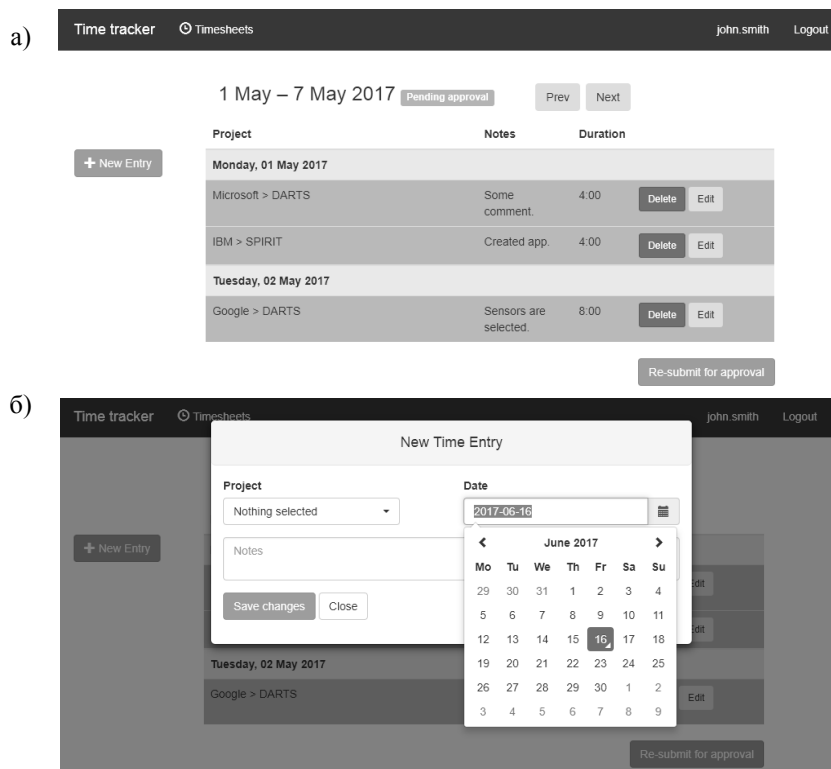 а)
Time tracker Timesheets john.smith Logout
1 May – 7 May 2017 Pending approval Prev Next
Project Notes Duration
+ New Entry
Monday, 01 May 2017
Microsoft > DARTS Some comment. 4:00 Delete Edit
IBM > SPIRIT Created app. 4:00 Delete Edit
Tuesday, 02 May 2017
Google > DARTS Sensors are selected. 8:00 Delete Edit
Re-submit for approval
б)
Time tracker Timesheets john.smith Logout
New Time Entry
Project Date
Nothing selected 2017-06-16
+ New Entry
Notes
June 2017
Mo Tu We Th Fr Sa Su
29 30 31 1 2 3 4
5 6 7 8 9 10 11
12 13 14 15 16 17 18
19 20 21 22 23 24 25
26 27 28 29 30 1 2
3 4 5 6 7 8 9
Save changes Close
Edit
Edit
Tuesday, 02 May 2017
Google > DARTS Edit
Re-submit for approval